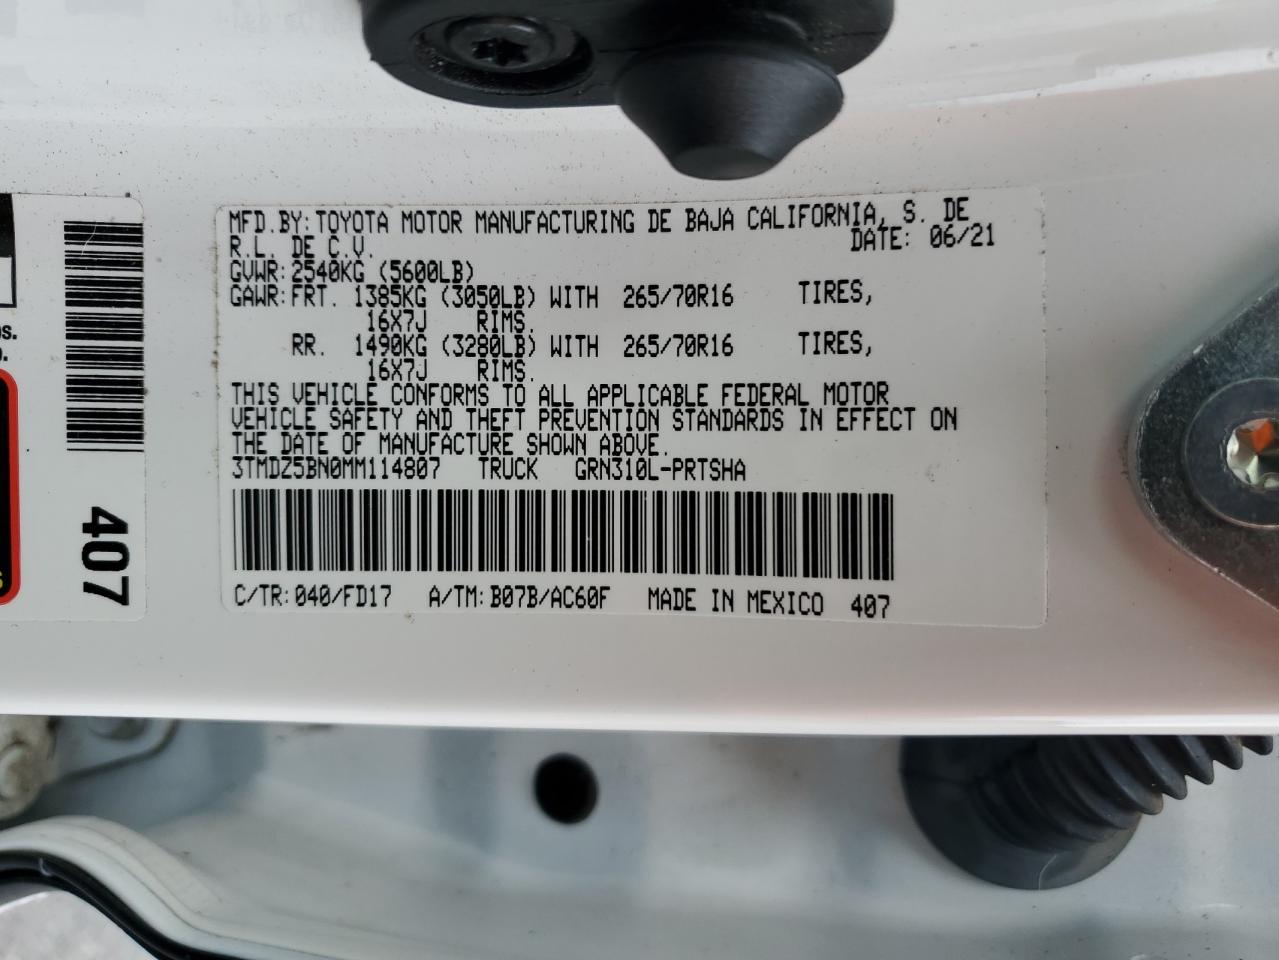 MFD.BY:TOYOTA MOTOR MANUFACTURING DE BAJA CALIFORNIA, S. DE
R.L. DE C.V. DATE: 06/21
GVWR:2540KG (5600LB)
GAWR:FRT. 1385KG (3050LB) WITH 265/70R16 TIRES,
16X7J RIMS.
RR. 1490KG (3280LB) WITH 265/70R16 TIRES,
16X7J RIMS.
THIS VEHICLE CONFORMS TO ALL APPLICABLE FEDERAL MOTOR
VEHICLE SAFETY AND THEFT PREVENTION STANDARDS IN EFFECT ON
THE DATE OF MANUFACTURE SHOWN ABOVE.
3TMDZ5BN0MM114807 TRUCK GRN310L-PRTSHA
C/TR:040/FD17 A/TM:B07B/AC60F MADE IN MEXICO 407
407